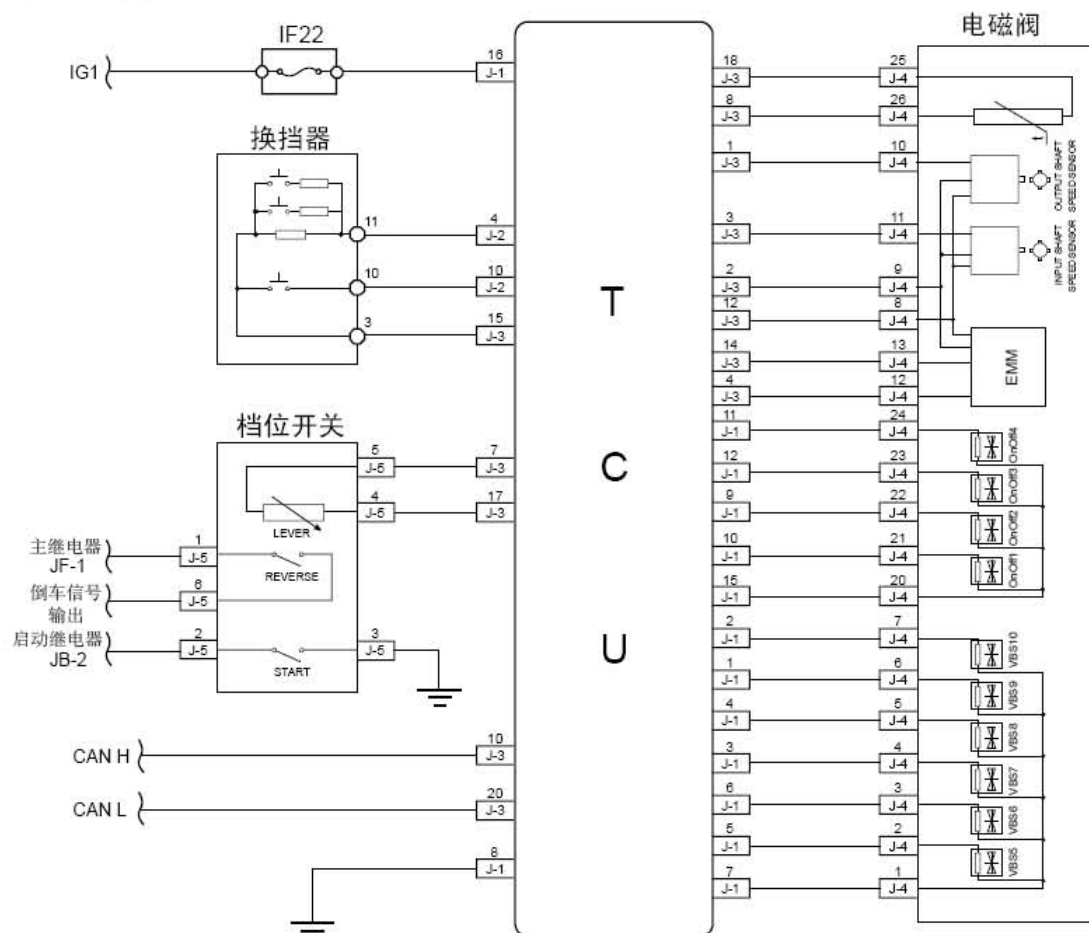 电磁阀
IF22
IG1
16
J-1
18
J-3
25
J-4
8
J-3
26
J-4
换挡器
1
J-3
10
J-4
OUTPUT SHAFT
SPEED SENSOR
11
4
J-2
3
J-3
11
J-4
INPUT SHAFT
SPEED SENSOR
10
10
J-2
2
J-3
9
J-4
3
15
J-3
12
J-3
8
J-4
T
14
J-3
13
J-4
EMM
4
J-3
12
J-4
档位开关
11
J-1
24
J-4
OnOff4
5
J-5
7
J-3
C
12
J-1
23
J-4
OnOff3
4
J-5
17
J-3
9
J-1
22
J-4
OnOff2
LEVER
主继电器
JF-1
1
J-5
REVERSE
10
J-1
21
J-4
OnOff1
倒车信号
输出
6
J-5
15
J-1
20
J-4
启动继电器
JB-2
2
J-5
START
3
J-5
U
2
J-1
7
J-4
VBS10
1
J-1
6
J-4
VBS9
4
J-1
5
J-4
VBS8
CAN H
10
J-3
3
J-1
4
J-4
VBS7
CAN L
20
J-3
6
J-1
3
J-4
VBS6
5
J-1
2
J-4
VBS5
8
J-1
7
J-1
1
J-4